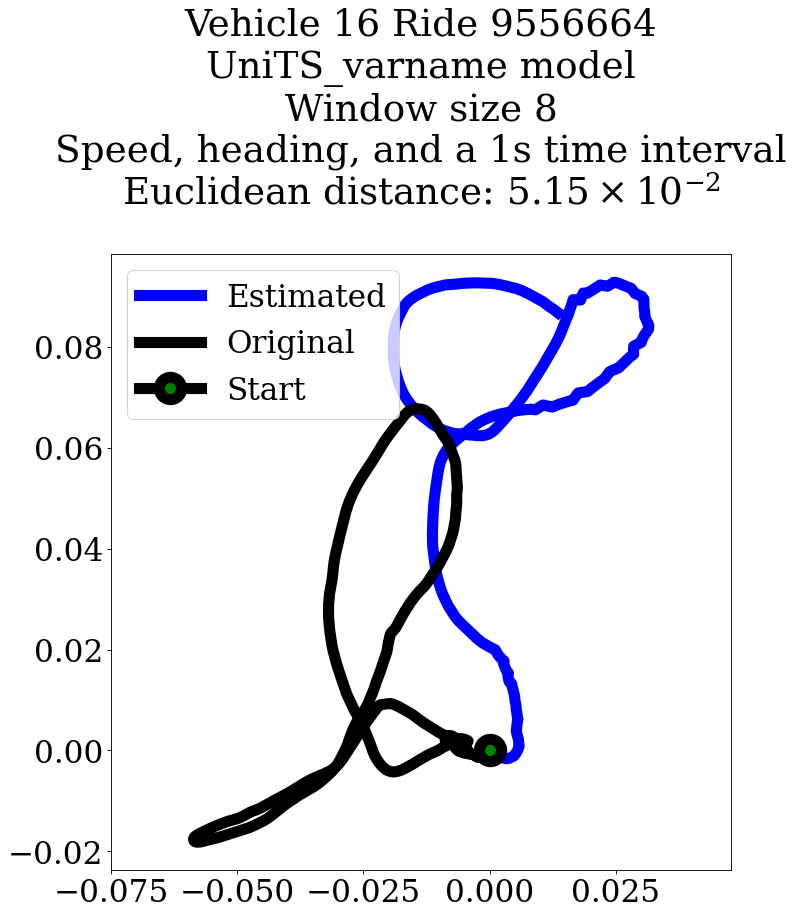 Vehicle 16 Ride 9556664
UniTS_varname model
Window size 8
Speed, heading, and a 1s time interval
Euclidean distance: 5.15 × 10⁻²
Estimated
Original
Start
0.08
0.06
0.04
0.02
0.00
−0.02
−0.075 −0.050 −0.025 0.000 0.025